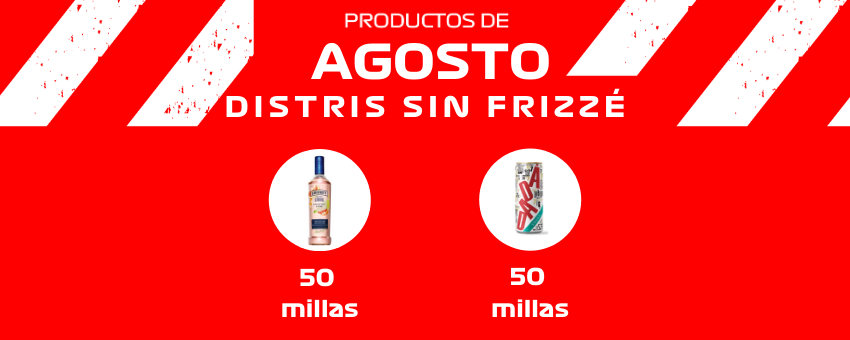 PRODUCTOS DE
AGOSTO
DISTRIS SIN FRIZZÉ
50
millas
50
millas